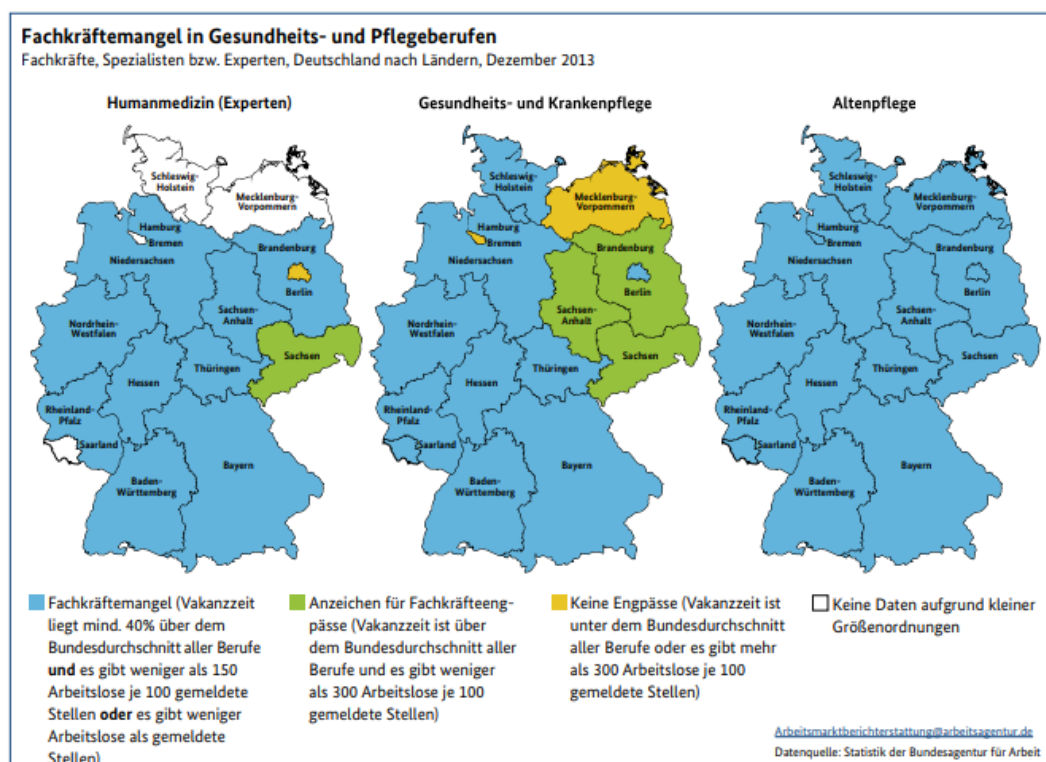 Fachkräftemangel in Gesundheits- und Pflegeberufen
Fachkräfte, Spezialisten bzw. Experten, Deutschland nach Ländern, Dezember 2013
Humanmedizin (Experten)
Schleswig-
Holstein
Mecklenburg-
Vorpommern
Hamburg
Bremen
Niedersachsen
Brandenburg
Berlin
Sachsen-
Anhalt
Nordrhein-
Westfalen
Sachsen
Thüringen
Hessen
Rheinland-
Pfalz
Saarland
Bayern
Baden-
Württemberg
Gesundheits- und Krankenpflege
Schleswig-
Holstein
Mecklenburg-
Vorpommern
Hamburg
Bremen
Niedersachsen
Brandenburg
Berlin
Sachsen-
Anhalt
Nordrhein-
Westfalen
Sachsen
Thüringen
Hessen
Rheinland-
Pfalz
Saarland
Bayern
Baden-
Württemberg
Altenpflege
Schleswig-
Holstein
Mecklenburg-
Vorpommern
Hamburg
Bremen
Niedersachsen
Brandenburg
Berlin
Sachsen-
Anhalt
Nordrhein-
Westfalen
Sachsen
Thüringen
Hessen
Rheinland-
Pfalz
Saarland
Bayern
Baden-
Württemberg
Fachkräftemangel (Vakanzzeit
liegt mind. 40% über dem
Bundesdurchschnitt aller Berufe
und es gibt weniger als 150
Arbeitslose je 100 gemeldete
Stellen oder es gibt weniger
Arbeitslose als gemeldete
Stellen)
Anzeichen für Fachkräfteeng-
pässe (Vakanzzeit ist über
dem Bundesdurchschnitt aller
Berufe und es gibt weniger
als 300 Arbeitslose je 100
gemeldete Stellen)
Keine Engpässe (Vakanzzeit ist
unter dem Bundesdurchschnitt
aller Berufe oder es gibt mehr
als 300 Arbeitslose je 100
gemeldete Stellen)
Keine Daten aufgrund kleiner
Größenordnungen
Arbeitsmarktberichterstattung@arbeitsagentur.de
Datenquelle: Statistik der Bundesagentur für Arbeit